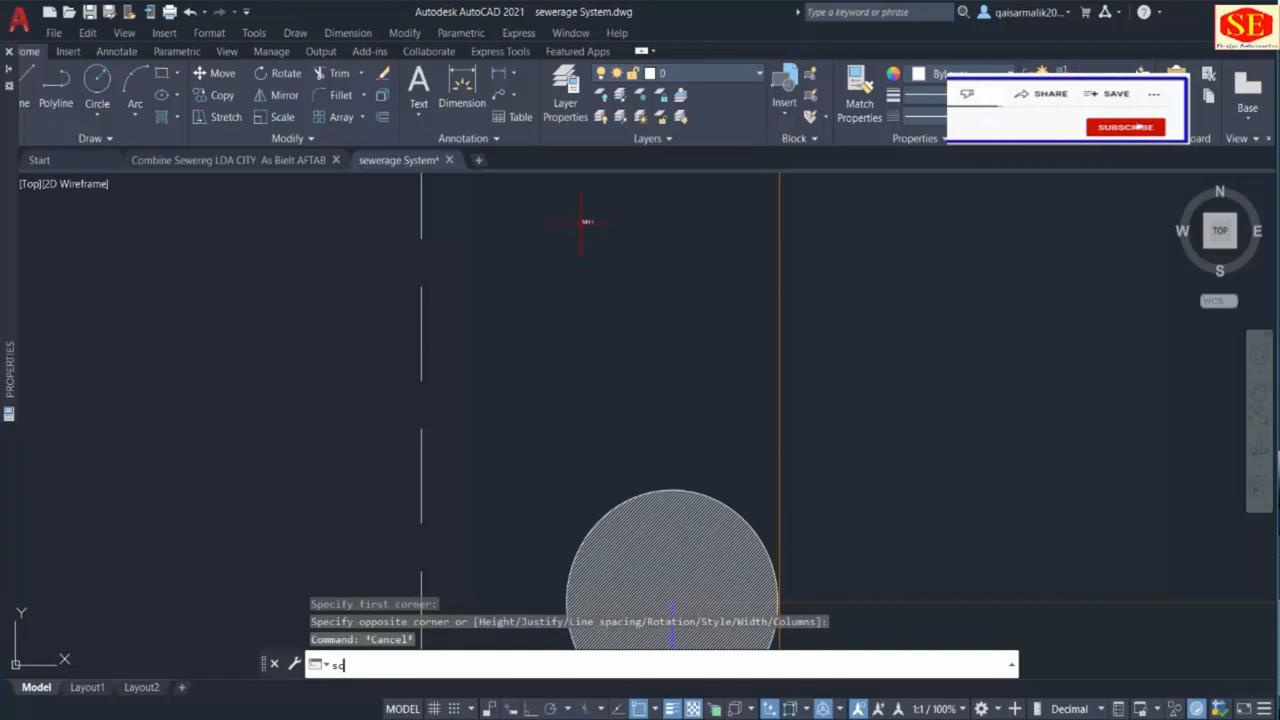 Autodesk AutoCAD 2021 sewerage System.dwg
Type a keyword or phrase
qaisarmalik20...
SE
File Edit View Insert Format Tools Draw Dimension Modify Parametric Express Window Help
ome Insert Annotate Parametric View Manage Output Add-ins Collaborate Express Tools Featured Apps
ne Polyline Circle Arc
Move Rotate Trim
Copy Mirror Fillet
Stretch Scale Array
Text Dimension Table
Layer Properties
0
Insert
Match Properties
SHARE SAVE ...
SUBSCRIBE
Base
Draw Modify Annotation Layers Block Properties View
Start Combine Sewereg LDA CITY As Bielt AFTAB sewerage System*
[Top][2D Wireframe]
N
W TOP E
S
WCS
PROPERTIES
Specify first corner:
Specify opposite corner or [Height/Justify/Line spacing/Rotation/Style/Width/Columns]:
Command: *Cancel*
sc
Y
X
Model Layout1 Layout2 +
MODEL 1:1 / 100% Decimal